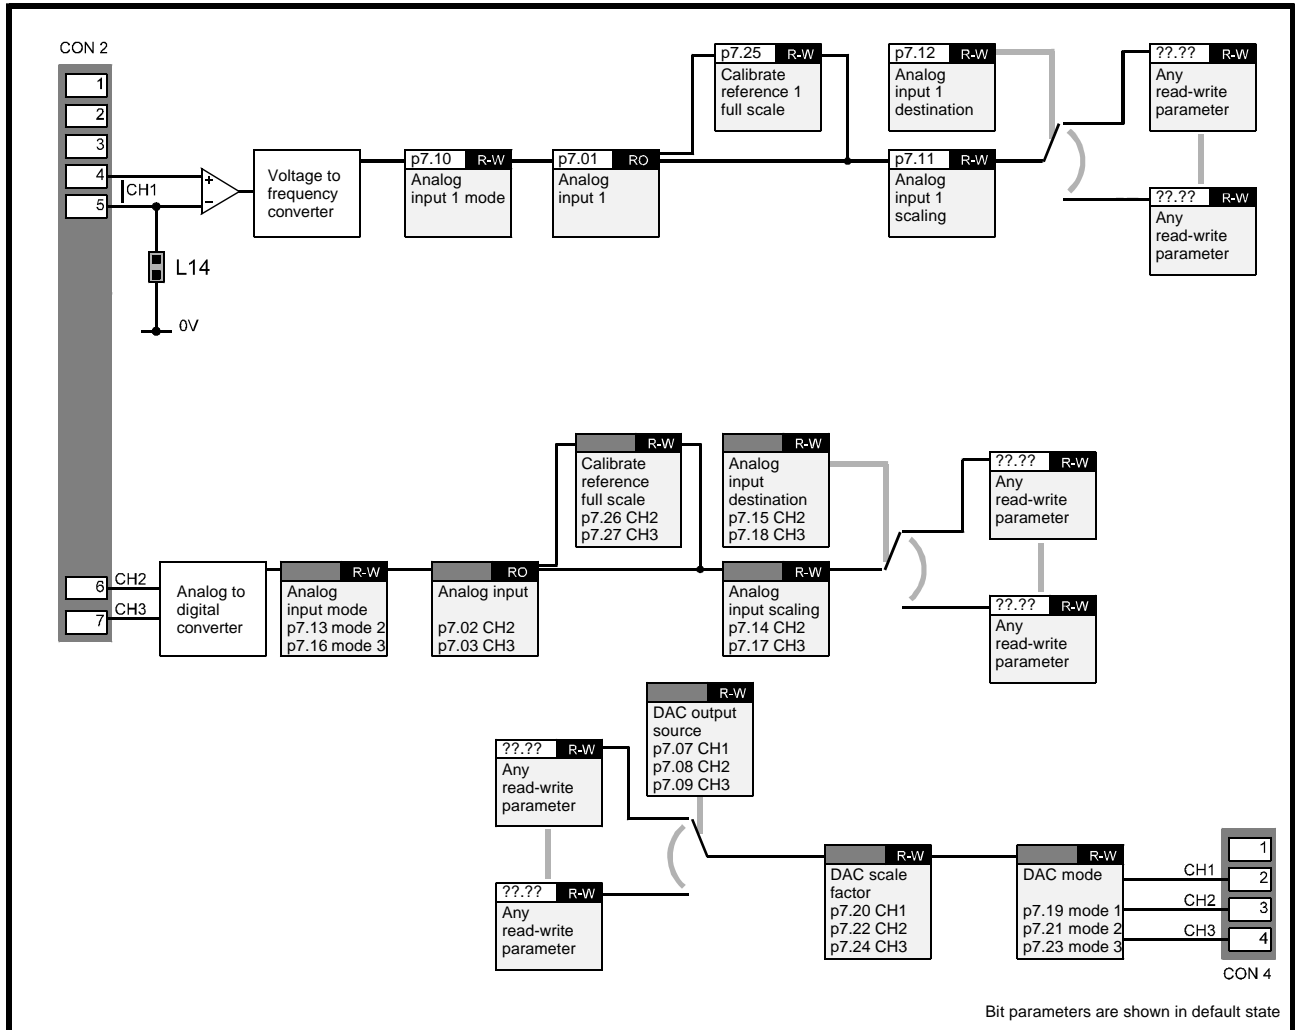 CON 2
1
2
3
4
5
CH1
+
−
L14
0V
Voltage to
frequency
converter
p7.10 R-W
Analog
input 1 mode
p7.01 RO
Analog
input 1
p7.25 R-W
Calibrate
reference 1
full scale
p7.12 R-W
Analog
input 1
destination
p7.11 R-W
Analog
input 1
scaling
??.?? R-W
Any
read-write
parameter
??.?? R-W
Any
read-write
parameter
6
7
CH2
CH3
Analog to
digital
converter
R-W
Analog
input mode
p7.13 mode 2
p7.16 mode 3
RO
Analog input
p7.02 CH2
p7.03 CH3
R-W
Calibrate
reference
full scale
p7.26 CH2
p7.27 CH3
R-W
Analog
input
destination
p7.15 CH2
p7.18 CH3
R-W
Analog
input scaling
p7.14 CH2
p7.17 CH3
??.?? R-W
Any
read-write
parameter
??.?? R-W
Any
read-write
parameter
R-W
DAC output
source
p7.07 CH1
p7.08 CH2
p7.09 CH3
??.?? R-W
Any
read-write
parameter
??.?? R-W
Any
read-write
parameter
R-W
DAC scale
factor
p7.20 CH1
p7.22 CH2
p7.24 CH3
R-W
DAC mode
p7.19 mode 1
p7.21 mode 2
p7.23 mode 3
CH1
CH2
CH3
1
2
3
4
CON 4
Bit parameters are shown in default state